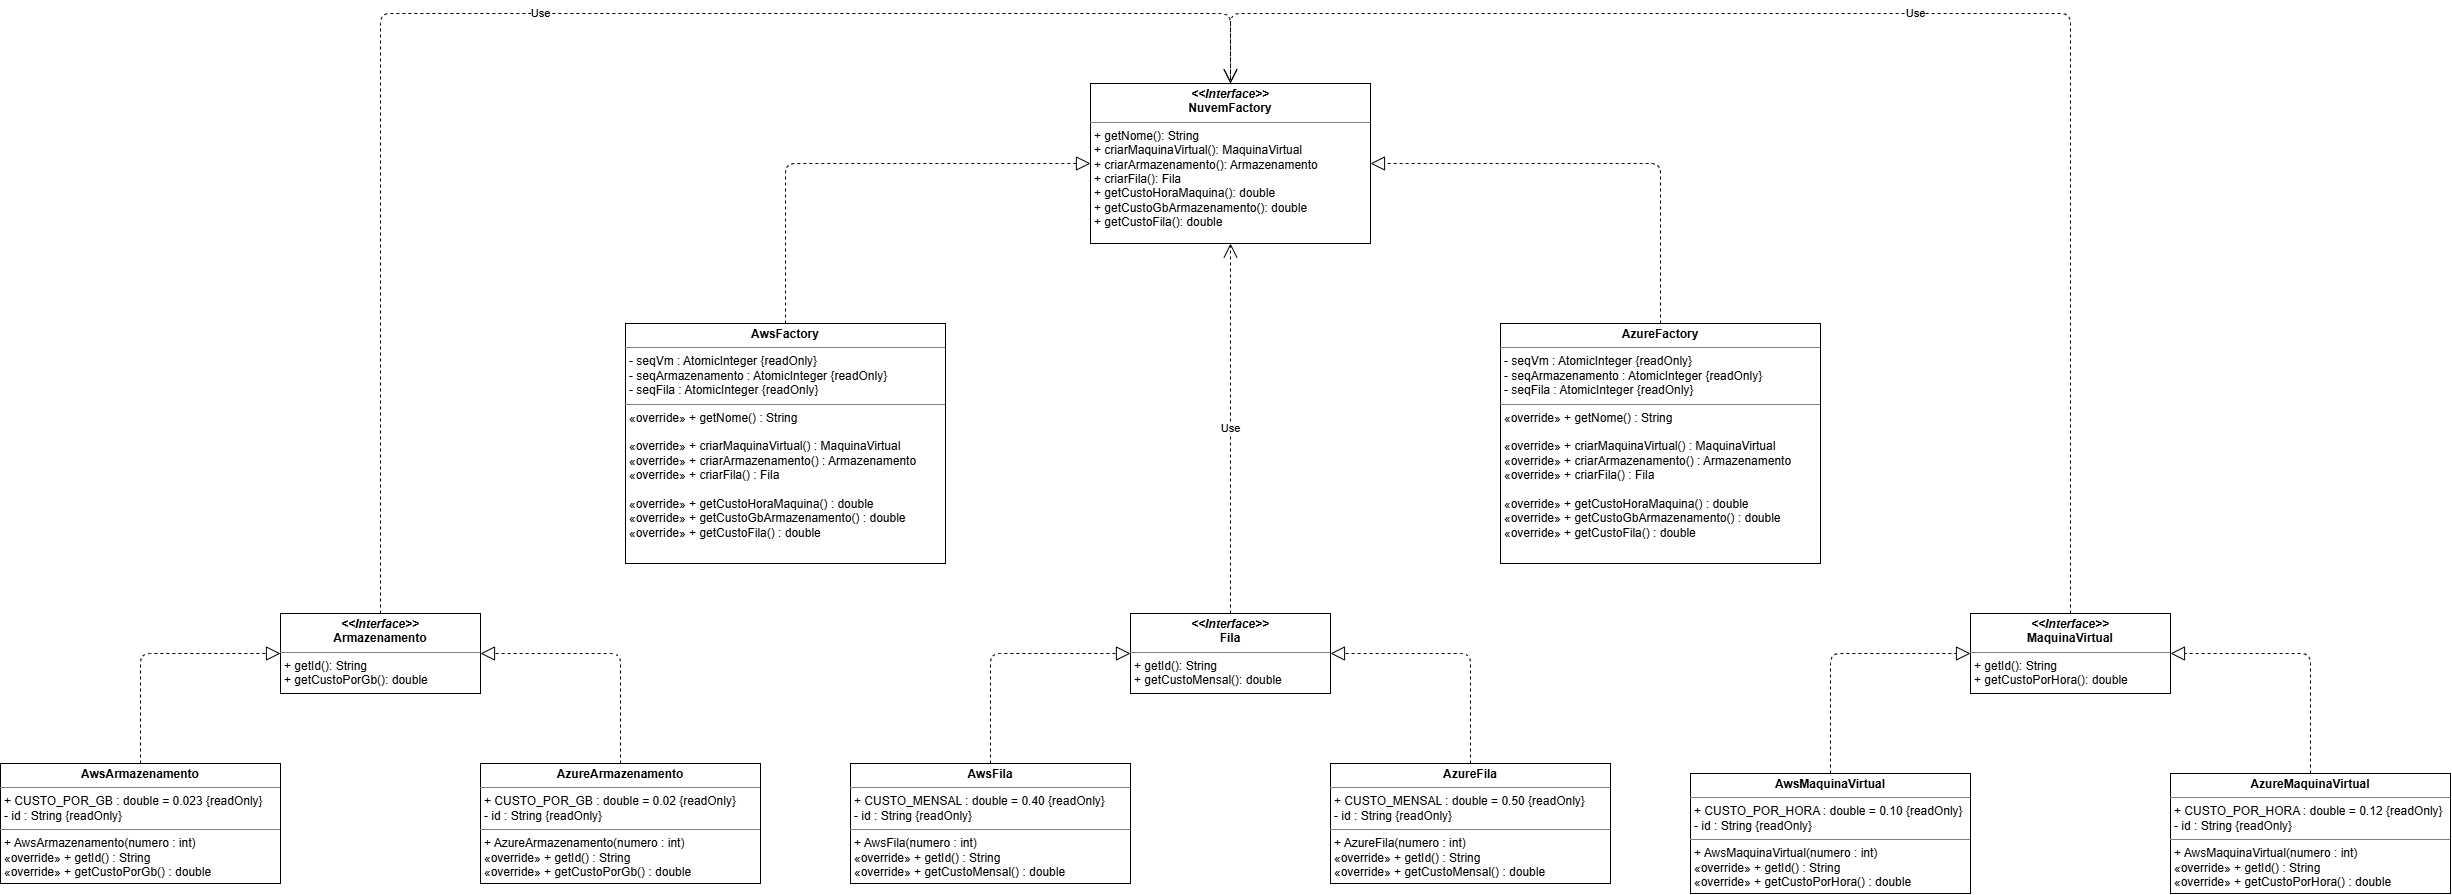 Use
Use
<<Interface>>
NuvemFactory
+ getNome(): String
+ criarMaquinaVirtual(): MaquinaVirtual
+ criarArmazenamento(): Armazenamento
+ criarFila(): Fila
+ getCustoHoraMaquina(): double
+ getCustoGbArmazenamento(): double
+ getCustoFila(): double
AwsFactory
- seqVm : AtomicInteger {readOnly}
- seqArmazenamento : AtomicInteger {readOnly}
- seqFila : AtomicInteger {readOnly}
«override» + getNome() : String
«override» + criarMaquinaVirtual() : MaquinaVirtual
«override» + criarArmazenamento() : Armazenamento
«override» + criarFila() : Fila
«override» + getCustoHoraMaquina() : double
«override» + getCustoGbArmazenamento() : double
«override» + getCustoFila() : double
AzureFactory
- seqVm : AtomicInteger {readOnly}
- seqArmazenamento : AtomicInteger {readOnly}
- seqFila : AtomicInteger {readOnly}
«override» + getNome() : String
«override» + criarMaquinaVirtual() : MaquinaVirtual
«override» + criarArmazenamento() : Armazenamento
«override» + criarFila() : Fila
«override» + getCustoHoraMaquina() : double
«override» + getCustoGbArmazenamento() : double
«override» + getCustoFila() : double
Use
<<Interface>>
Armazenamento
+ getId(): String
+ getCustoPorGb(): double
<<Interface>>
Fila
+ getId(): String
+ getCustoMensal(): double
<<Interface>>
MaquinaVirtual
+ getId(): String
+ getCustoPorHora(): double
AwsArmazenamento
+ CUSTO_POR_GB : double = 0.023 {readOnly}
- id : String {readOnly}
+ AwsArmazenamento(numero : int)
«override» + getId() : String
«override» + getCustoPorGb() : double
AzureArmazenamento
+ CUSTO_POR_GB : double = 0.02 {readOnly}
- id : String {readOnly}
+ AzureArmazenamento(numero : int)
«override» + getId() : String
«override» + getCustoPorGb() : double
AwsFila
+ CUSTO_MENSAL : double = 0.40 {readOnly}
- id : String {readOnly}
+ AwsFila(numero : int)
«override» + getId() : String
«override» + getCustoMensal() : double
AzureFila
+ CUSTO_MENSAL : double = 0.50 {readOnly}
- id : String {readOnly}
+ AzureFila(numero : int)
«override» + getId() : String
«override» + getCustoMensal() : double
AwsMaquinaVirtual
+ CUSTO_POR_HORA : double = 0.10 {readOnly}
- id : String {readOnly}
+ AwsMaquinaVirtual(numero : int)
«override» + getId() : String
«override» + getCustoPorHora() : double
AzureMaquinaVirtual
+ CUSTO_POR_HORA : double = 0.12 {readOnly}
- id : String {readOnly}
+ AwsMaquinaVirtual(numero : int)
«override» + getId() : String
«override» + getCustoPorHora() : double